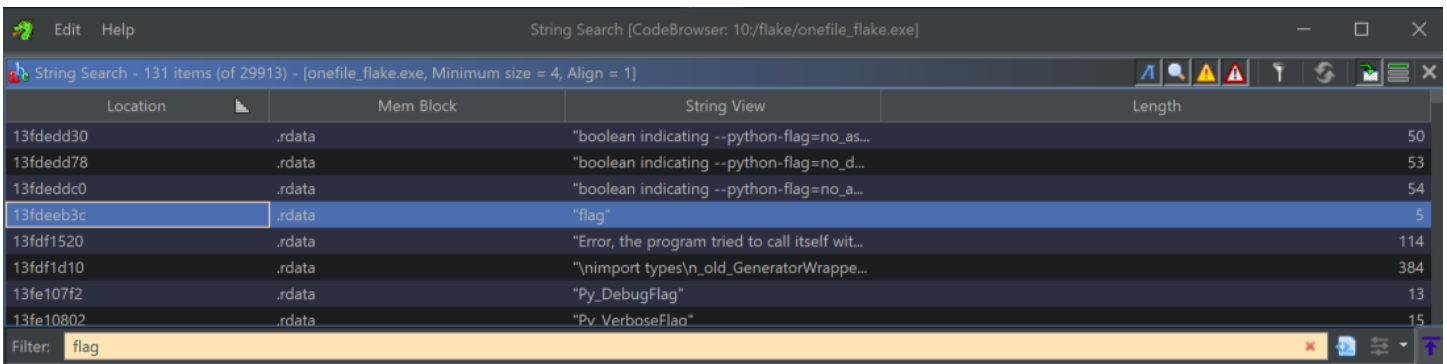 Edit Help String Search [CodeBrowser: 10:/flake/onefile_flake.exe]
String Search - 131 items (of 29913) - [onefile_flake.exe, Minimum size = 4, Align = 1]
Location Mem Block String View Length
13fdedd30 .rdata "boolean indicating --python-flag=no_as... 50
13fdedd78 .rdata "boolean indicating --python-flag=no_d... 53
13fdeddc0 .rdata "boolean indicating --python-flag=no_a... 54
13fdeeb3c .rdata "flag" 5
13fdf1520 .rdata "Error, the program tried to call itself wit... 114
13fdf1d10 .rdata "\nimport types\n_old_GeneratorWrappe... 384
13fe107f2 .rdata "Py_DebugFlag" 13
13fe10802 .rdata "Py_VerboseFlag" 15
Filter: flag